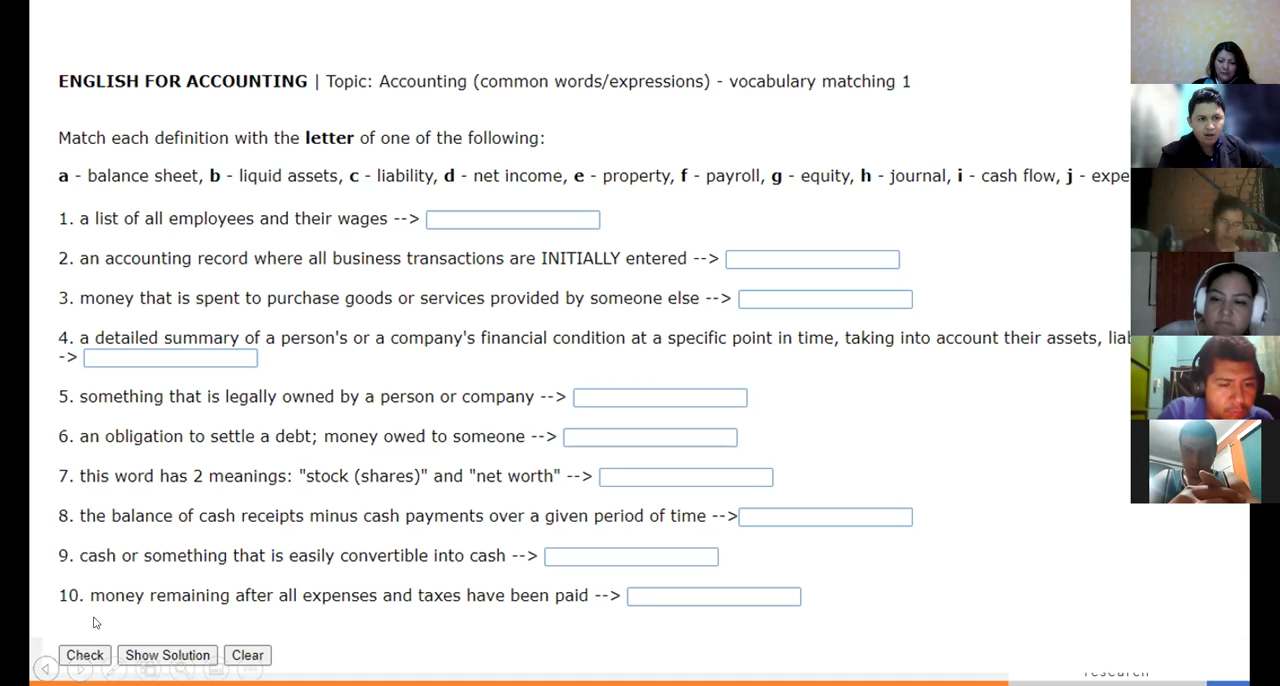 ENGLISH FOR ACCOUNTING | Topic: Accounting (common words/expressions) - vocabulary matching 1
Match each definition with the letter of one of the following:
a - balance sheet, b - liquid assets, c - liability, d - net income, e - property, f - payroll, g - equity, h - journal, i - cash flow, j -
1. a list of all employees and their wages -->
2. an accounting record where all business transactions are INITIALLY entered -->
3. money that is spent to purchase goods or services provided by someone else -->
4. a detailed summary of a person's or a company's financial condition at a specific point in time, taking into account their assets,
->
5. something that is legally owned by a person or company -->
6. an obligation to settle a debt; money owed to someone -->
7. this word has 2 meanings: "stock (shares)" and "net worth" -->
8. the balance of cash receipts minus cash payments over a given period of time -->
9. cash or something that is easily convertible into cash -->
10. money remaining after all expenses and taxes have been paid -->
Check Show Solution Clear